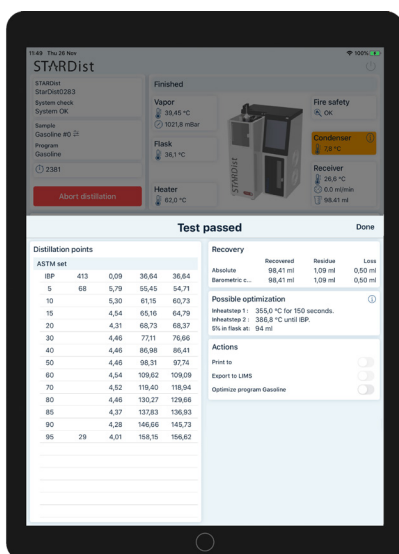 11:49 Thu 26 Nov
100%
STARDist
STARDist
StarDist0283
System check
System OK
Sample
Gasoline #0
Program
Gasoline
2381
Abort distillation
Finished
Vapor
39,45 °C
1021,8 mBar
Flask
36,1 °C
Heater
62,0 °C
STARDist
Fire safety
OK
Condenser
7,8 °C
Receiver
26,6 °C
0,0 ml/min
98,41 ml
Test passed
Done
Distillation points
ASTM set
IBP 413 0,09 36,64 36,64
5 68 5,79 55,45 54,71
10 5,30 61,15 60,73
15 4,54 65,16 64,79
20 4,31 68,73 68,37
30 4,46 77,11 76,66
40 4,46 86,98 86,41
50 4,46 98,31 97,74
60 4,54 109,62 109,09
70 4,52 119,40 118,94
80 4,46 130,27 129,66
85 4,37 137,83 136,93
90 4,28 146,66 145,73
95 29 4,01 158,15 156,62
Recovery
Recovered Residue Loss
Absolute 98,41 ml 1,09 ml 0,50 ml
Barometric c... 98,41 ml 1,09 ml 0,50 ml
Possible optimization
Inheatstep 1 : 355,0 °C for 150 seconds.
Inheatstep 2 : 386,8 °C until IBP.
5% in flask at: 94 ml
Actions
Print to
Export to LIMS
Optimize program Gasoline